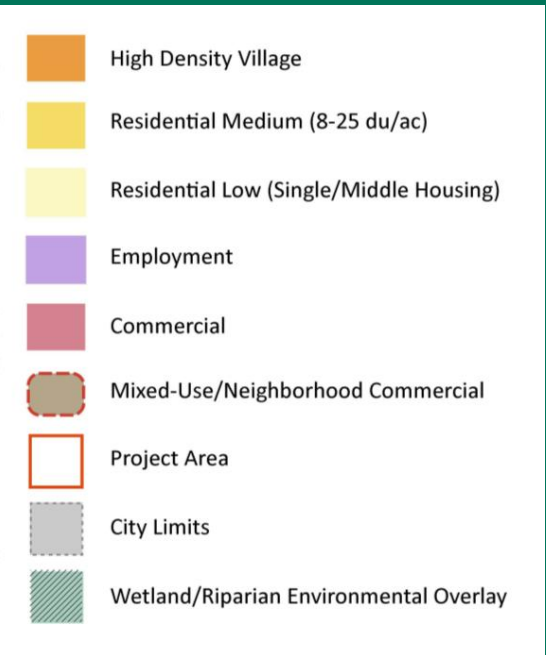 High Density Village
Residential Medium (8-25 du/ac)
Residential Low (Single/Middle Housing)
Employment
Commercial
Mixed-Use/Neighborhood Commercial
Project Area
City Limits
Wetland/Riparian Environmental Overlay